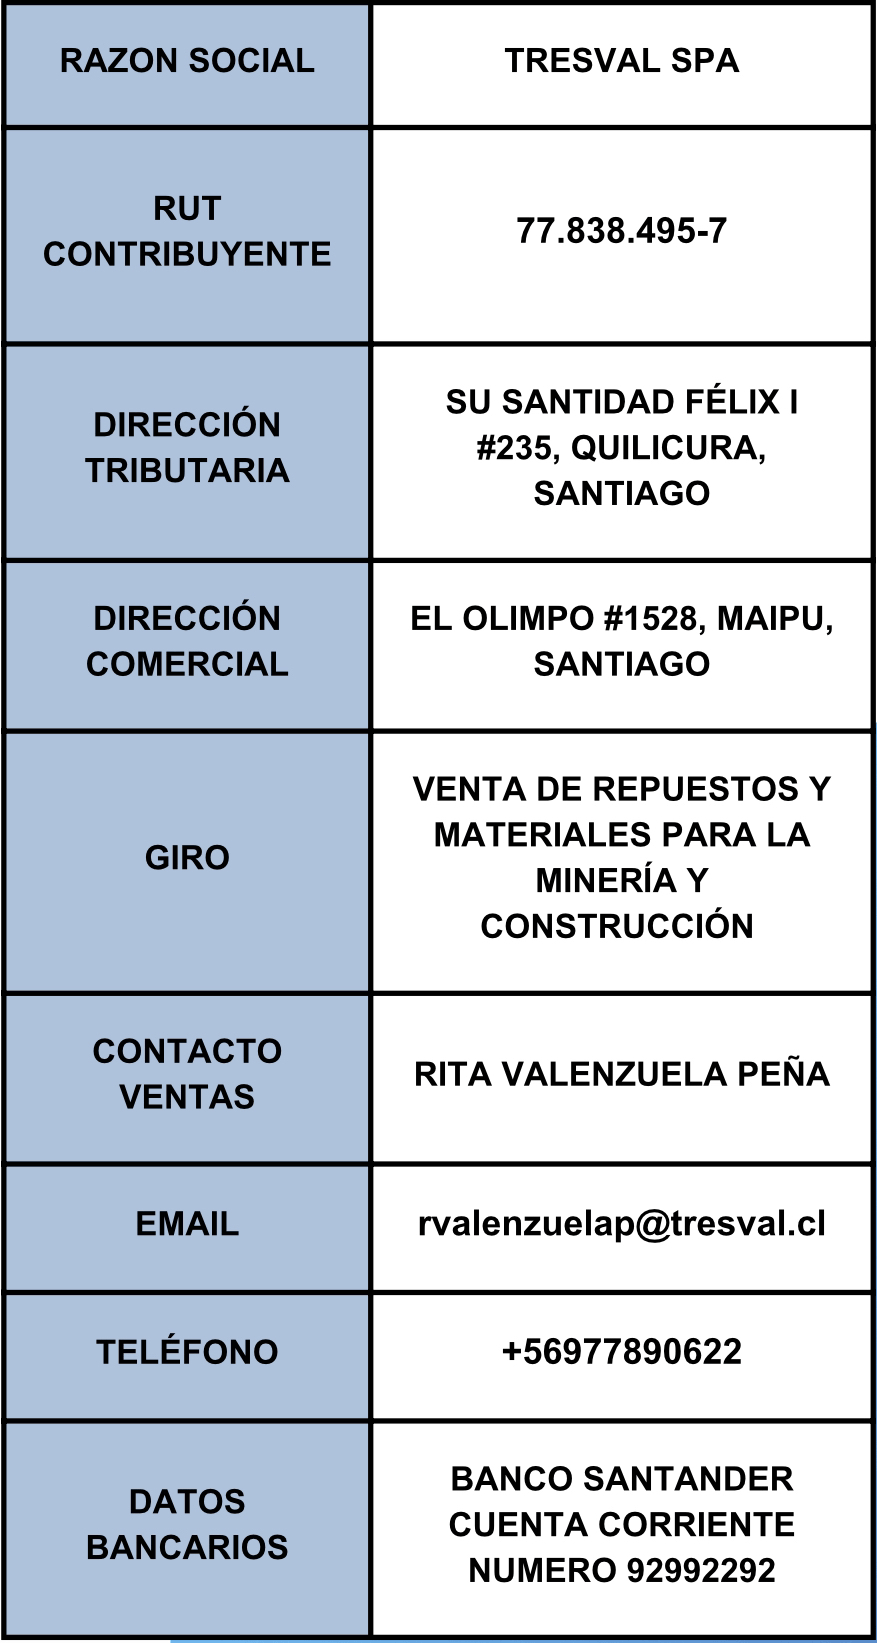 RAZON SOCIAL
TRESVAL SPA
RUT
CONTRIBUYENTE
77.838.495-7
DIRECCIÓN
TRIBUTARIA
SU SANTIDAD FÉLIX I
#235, QUILICURA,
SANTIAGO
DIRECCIÓN
COMERCIAL
EL OLIMPO #1528, MAIPU,
SANTIAGO
GIRO
VENTA DE REPUESTOS Y
MATERIALES PARA LA
MINERÍA Y
CONSTRUCCIÓN
CONTACTO
VENTAS
RITA VALENZUELA PEÑA
EMAIL
rvalenzuelap@tresval.cl
TELÉFONO
+56977890622
DATOS
BANCARIOS
BANCO SANTANDER
CUENTA CORRIENTE
NUMERO 92992292